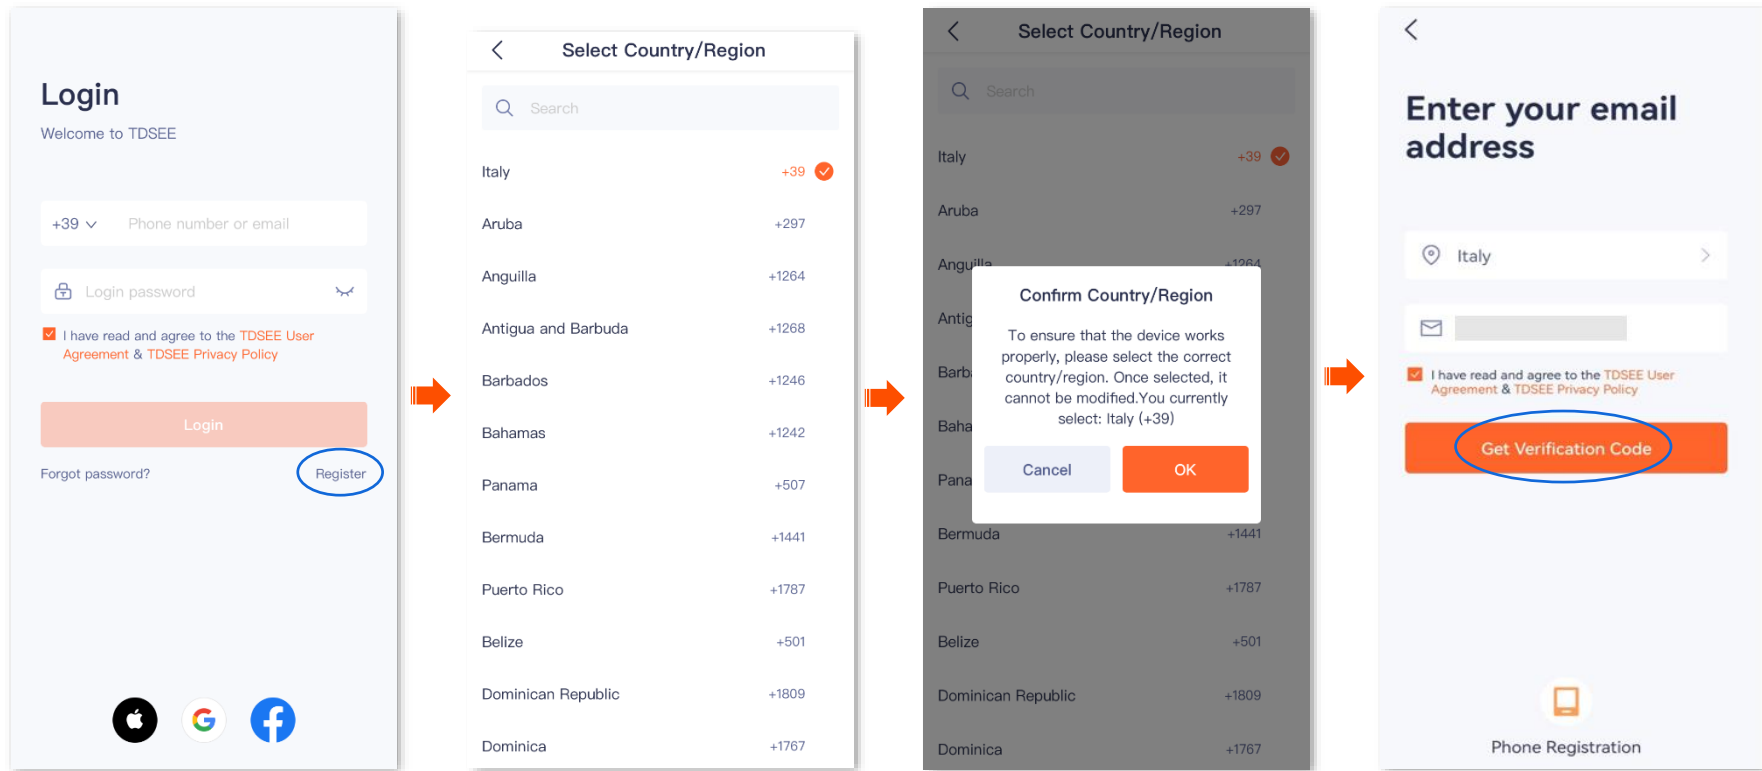 Login
Welcome to TDSEE
+39
Phone number or email
Login password
I have read and agree to the TDSEE User
Agreement & TDSEE Privacy Policy
Login
Forgot password?
Register
Select Country/Region
Search
Italy +39
Aruba +297
Anguilla +1264
Antigua and Barbuda +1268
Barbados +1246
Bahamas +1242
Panama +507
Bermuda +1441
Puerto Rico +1787
Belize +501
Dominican Republic +1809
Dominica +1767
Select Country/Region
Search
Italy +39
Aruba +297
Anguilla +1264
Antig
Barb
Baha
Pana
Confirm Country/Region
To ensure that the device works
properly, please select the correct
country/region. Once selected, it
cannot be modified.You currently
select: Italy (+39)
Cancel
OK
Bermuda +1441
Puerto Rico +1787
Belize +501
Dominican Republic +1809
Dominica +1767
Enter your email
address
Italy
I have read and agree to the TDSEE User
Agreement & TDSEE Privacy Policy
Get Verification Code
Phone Registration